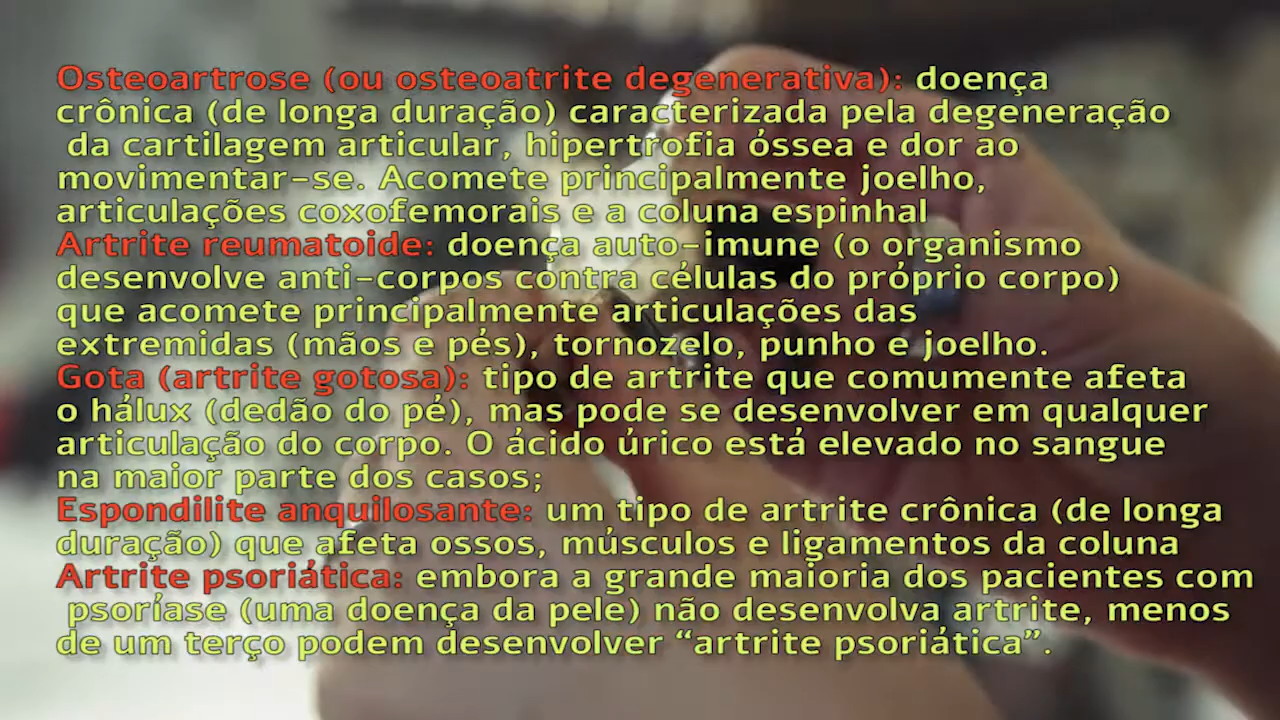 Osteoartrose (ou osteoatrite degenerativa): doença
crônica (de longa duração) caracterizada pela degeneração
da cartilagem articular, hipertrofia óssea e dor ao
movimentar-se. Acomete principalmente joelho,
articulações coxofemorais e a coluna espinhal
Artrite reumatoide: doença auto-imune (o organismo
desenvolve anti-corpos contra células do próprio corpo)
que acomete principalmente articulações das
extremidas (mãos e pés), tornozelo, punho e joelho.
Gota (artrite gotosa): tipo de artrite que comumente afeta
o hálux (dedão do pé), mas pode se desenvolver em qualquer
articulação do corpo. O ácido úrico está elevado no sangue
na maior parte dos casos;
Espondilite anquilosante: um tipo de artrite crônica (de longa
duração) que afeta ossos, músculos e ligamentos da coluna
Artrite psoriática: embora a grande maioria dos pacientes com
psoríase (uma doença da pele) não desenvolva artrite, menos
de um terço podem desenvolver “artrite psoriática”.